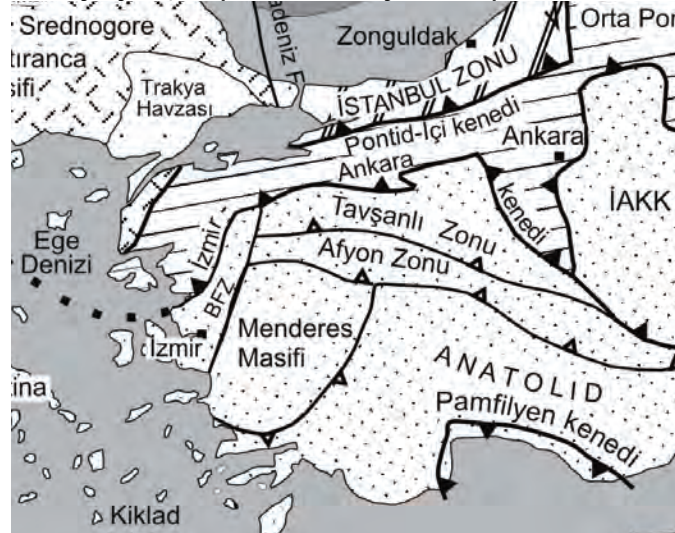 Srednogore
Zonguldak
Orta Por
Trakya
Havzası
İSTANBUL ZONU
Pontid-İçi kenedi
Ankara
Ankara
kenedi
İAKK
Tavşanlı Zonu
Ege
Denizi
İzmir
Afyon Zonu
BFZ
İzmir
Menderes
Masifi
ANATOLID
Pamfilyen kenedi
Kiklad